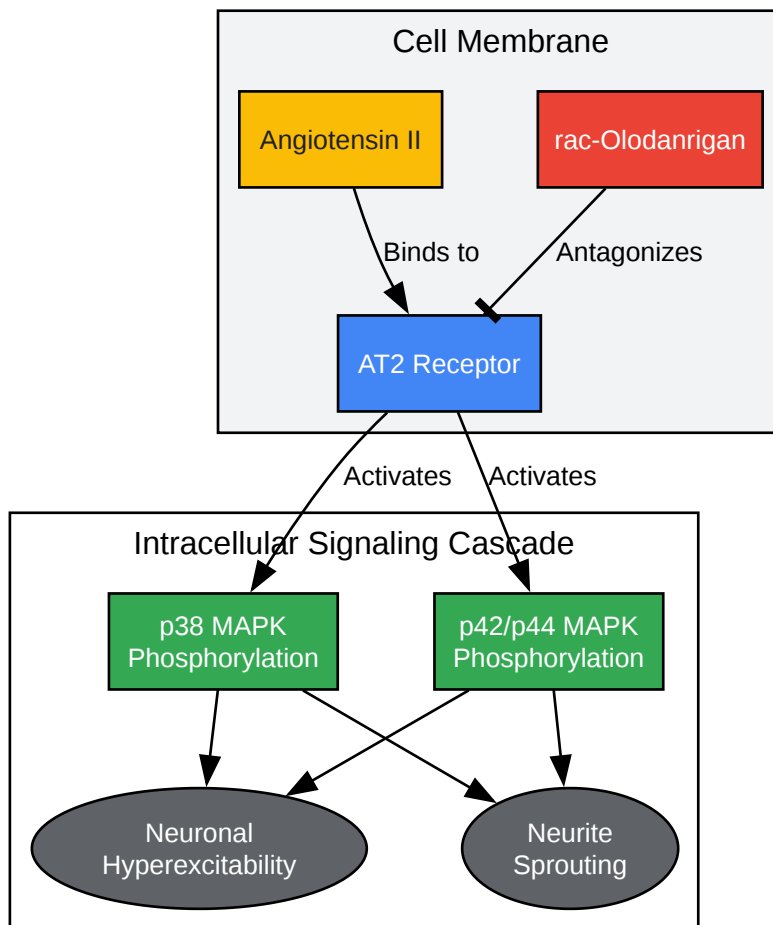 Cell Membrane
Angiotensin II
rac-Olodanrigan
Binds to
Antagonizes
AT2 Receptor
Activates
Activates
Intracellular Signaling Cascade
p38 MAPK
Phosphorylation
p42/p44 MAPK
Phosphorylation
Neuronal
Hyperexcitability
Neurite
Sprouting